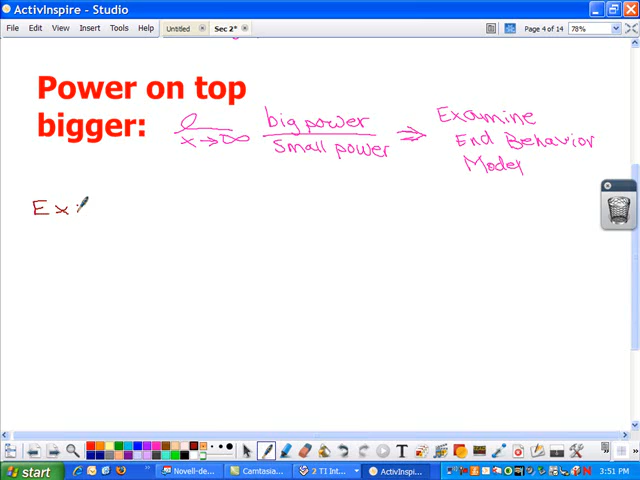 ActivInspire - Studio
File Edit View Insert Tools Help Untitled Sec 2* Page 4 of 14 78%
Power on top
bigger:
x→∞ big power
small power
⇒ Examine
End Behavior
Model
Ex:
start Novell-de... Camtasia... 2 TI Int... ActivInspi... 3:51 PM